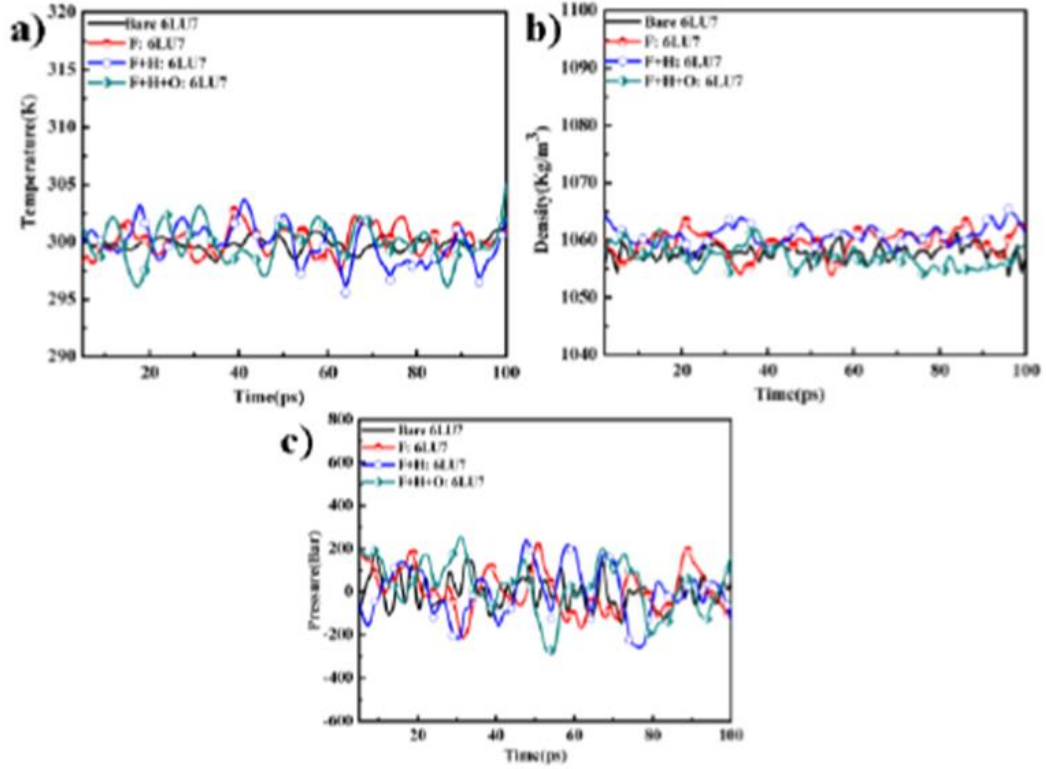 a)
320
315
310
305
300
295
290
Temperature(K)
Bare 6LU7
F: 6LU7
F+H: 6LU7
F+H+O: 6LU7
20 40 60 80 100
Time(ps)
b)
1100
1090
1080
1070
1060
1050
1040
Density(Kg/m³)
Bare 6LU7
F: 6LU7
F+H: 6LU7
F+H+O: 6LU7
20 40 60 80 100
Time(ps)
c)
800
600
400
200
0
-200
-400
-600
Pressure(Bar)
Bare 6LU7
F: 6LU7
F+H: 6LU7
F+H+O: 6LU7
20 40 60 80 100
Time(ps)